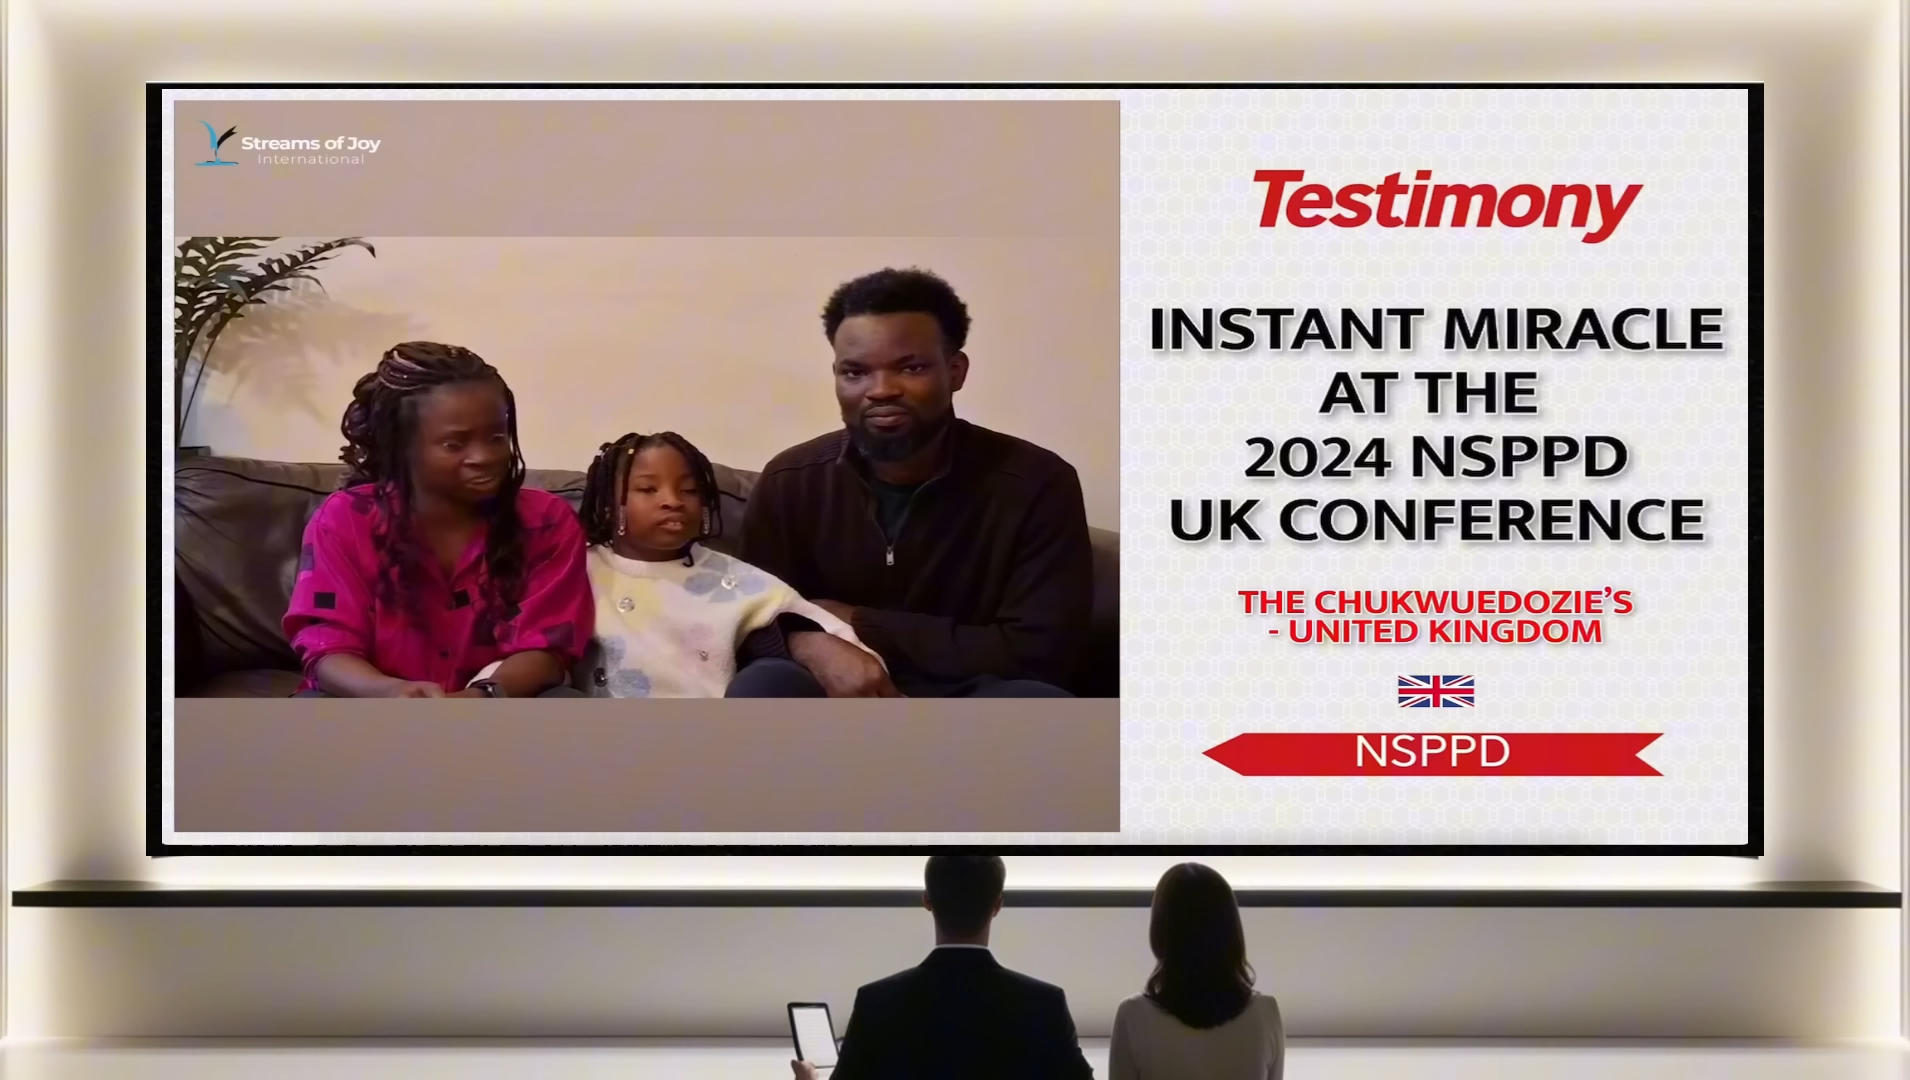 Streams of Joy
International
Testimony
INSTANT MIRACLE
AT THE
2024 NSPPD
UK CONFERENCE
THE CHUKWUEDOZIE'S
- UNITED KINGDOM
NSPPD